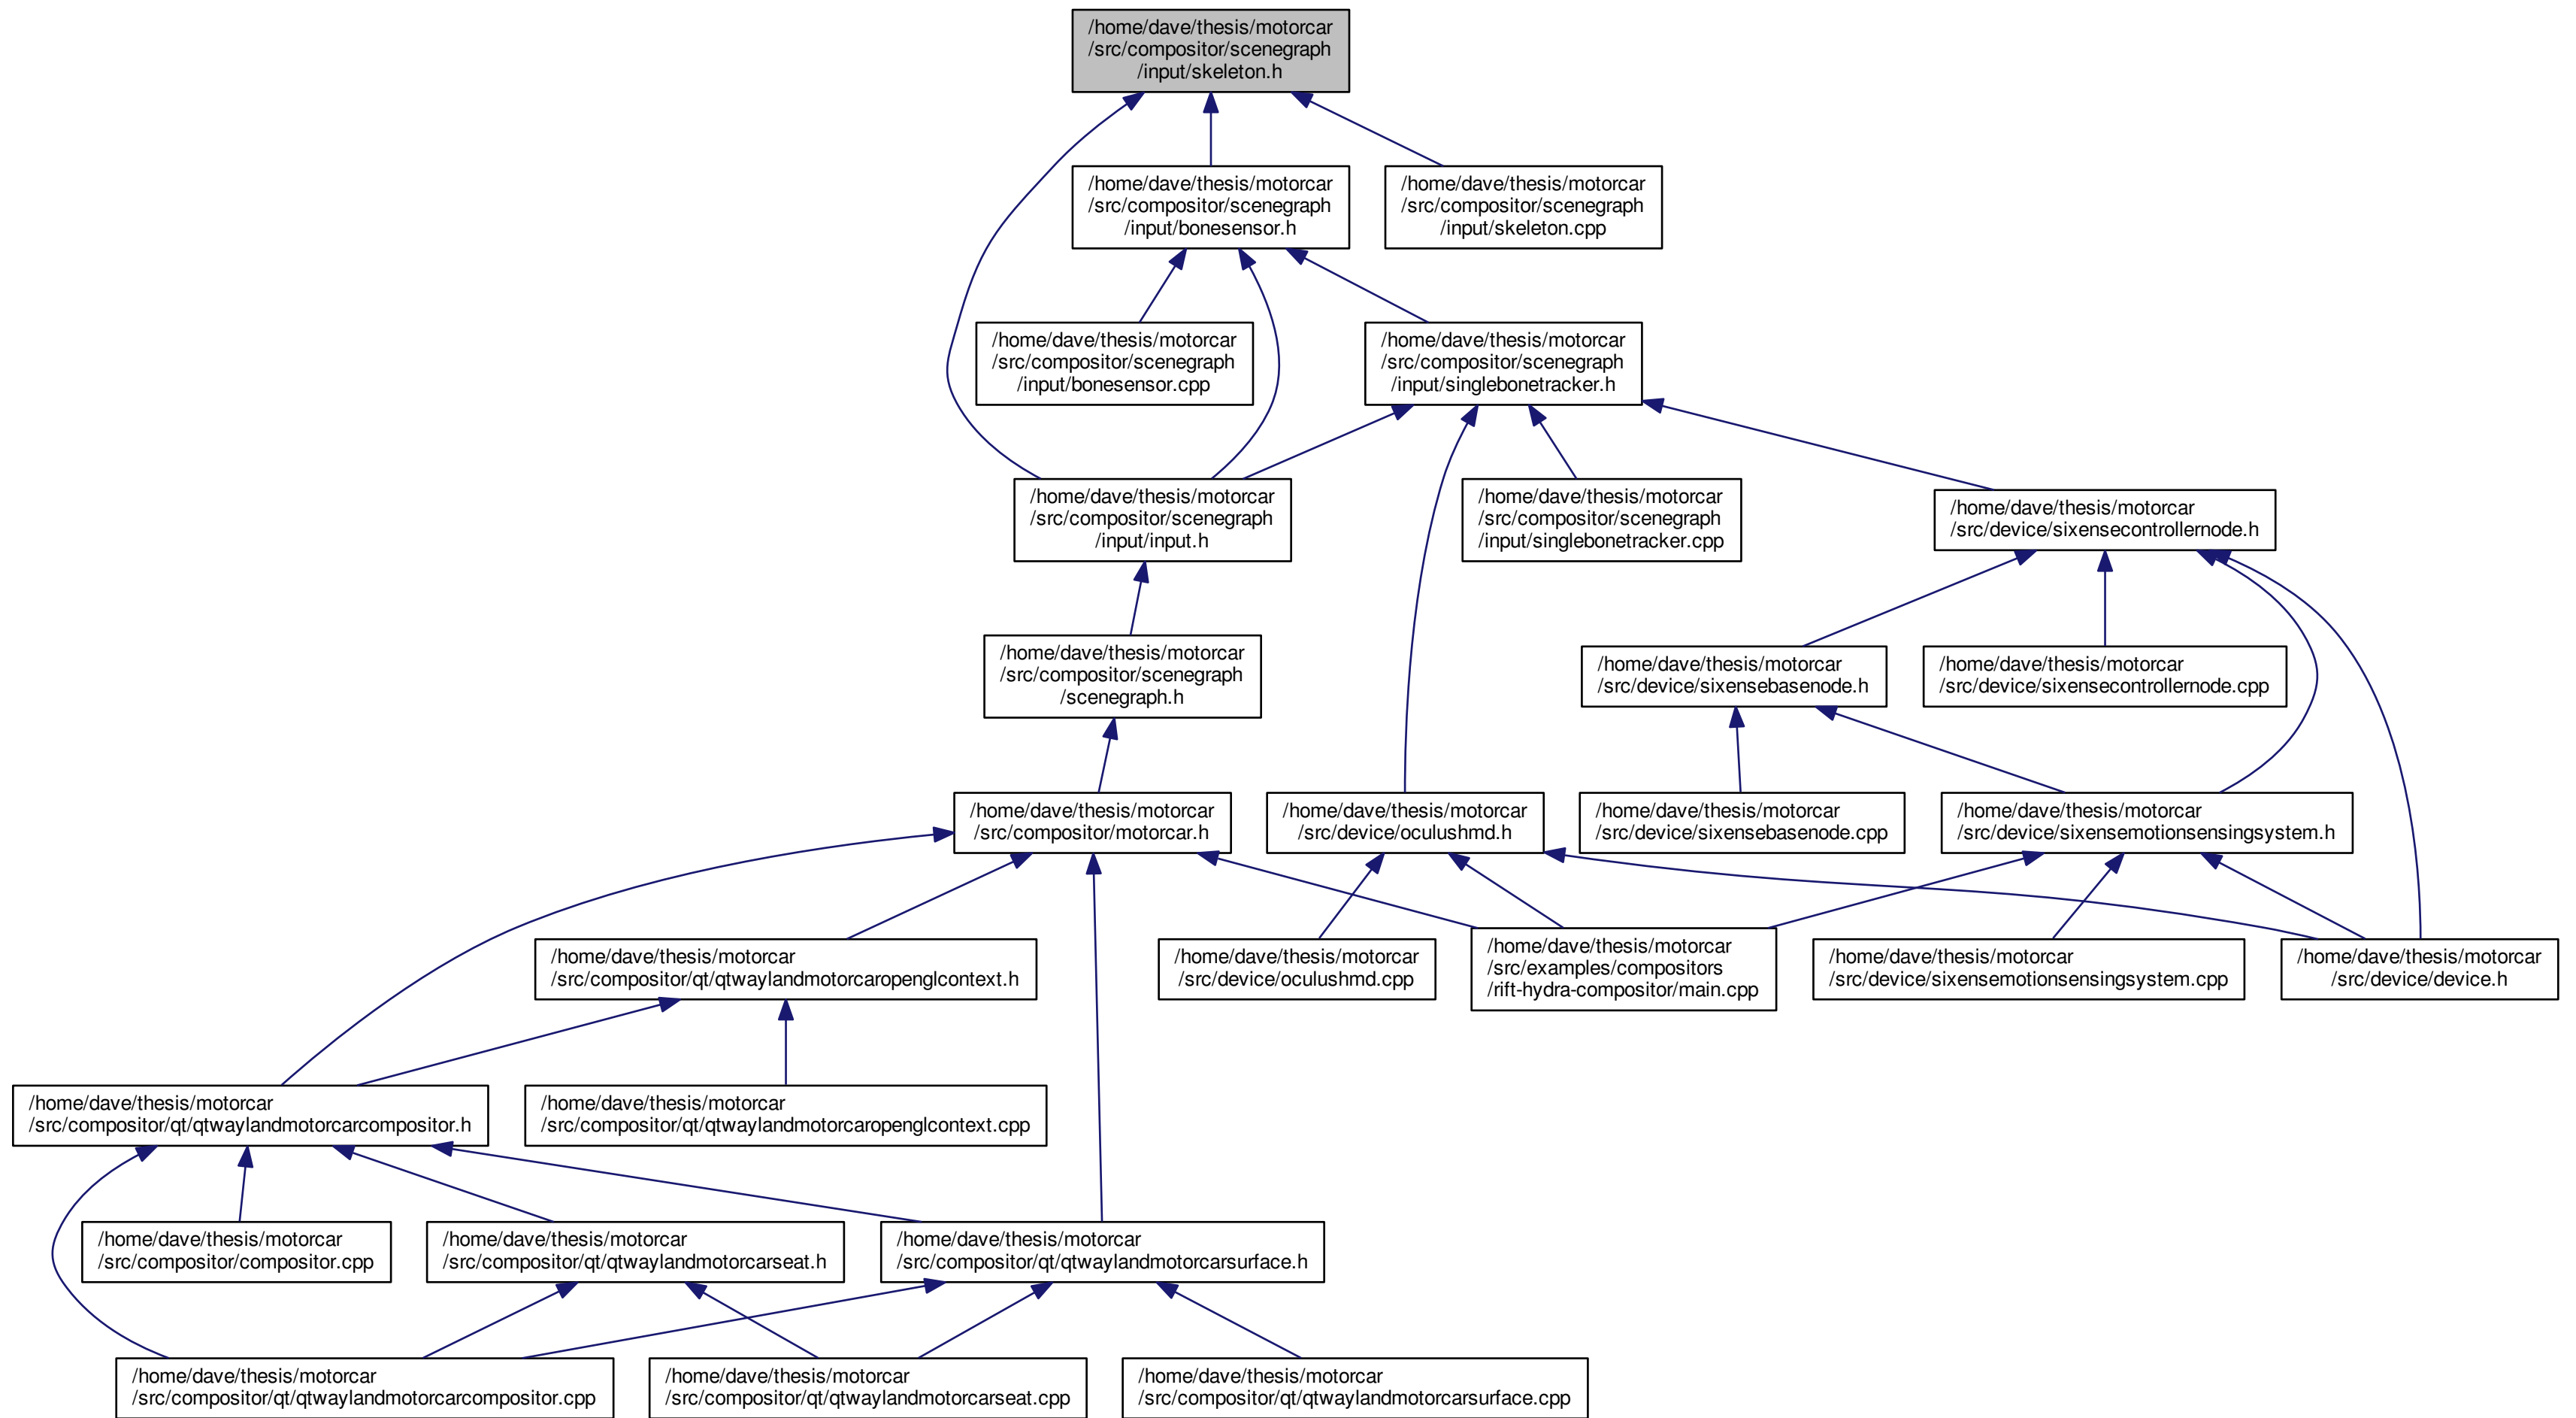 /home/dave/thesis/motorcar
/src/compositor/scenegraph
/input/skeleton.h
/home/dave/thesis/motorcar
/src/compositor/scenegraph
/input/bonesensor.h
/home/dave/thesis/motorcar
/src/compositor/scenegraph
/input/skeleton.cpp
/home/dave/thesis/motorcar
/src/compositor/scenegraph
/input/bonesensor.cpp
/home/dave/thesis/motorcar
/src/compositor/scenegraph
/input/singlebonetracker.h
/home/dave/thesis/motorcar
/src/compositor/scenegraph
/input/input.h
/home/dave/thesis/motorcar
/src/compositor/scenegraph
/input/singlebonetracker.cpp
/home/dave/thesis/motorcar
/src/device/sixensecontrollernode.h
/home/dave/thesis/motorcar
/src/compositor/scenegraph
/scenegraph.h
/home/dave/thesis/motorcar
/src/device/sixensebasenode.h
/home/dave/thesis/motorcar
/src/device/sixensecontrollernode.cpp
/home/dave/thesis/motorcar
/src/compositor/motorcar.h
/home/dave/thesis/motorcar
/src/device/oculushmd.h
/home/dave/thesis/motorcar
/src/device/sixensebasenode.cpp
/home/dave/thesis/motorcar
/src/device/sixensemotionsensingsystem.h
/home/dave/thesis/motorcar
/src/compositor/qt/qtwaylandmotorcaropenglcontext.h
/home/dave/thesis/motorcar
/src/device/oculushmd.cpp
/home/dave/thesis/motorcar
/src/examples/compositors
/rift-hydra-compositor/main.cpp
/home/dave/thesis/motorcar
/src/device/sixensemotionsensingsystem.cpp
/home/dave/thesis/motorcar
/src/device/device.h
/home/dave/thesis/motorcar
/src/compositor/qt/qtwaylandmotorcarcompositor.h
/home/dave/thesis/motorcar
/src/compositor/qt/qtwaylandmotorcaropenglcontext.cpp
/home/dave/thesis/motorcar
/src/compositor/compositor.cpp
/home/dave/thesis/motorcar
/src/compositor/qt/qtwaylandmotorcarseat.h
/home/dave/thesis/motorcar
/src/compositor/qt/qtwaylandmotorcarsurface.h
/home/dave/thesis/motorcar
/src/compositor/qt/qtwaylandmotorcarcompositor.cpp
/home/dave/thesis/motorcar
/src/compositor/qt/qtwaylandmotorcarseat.cpp
/home/dave/thesis/motorcar
/src/compositor/qt/qtwaylandmotorcarsurface.cpp